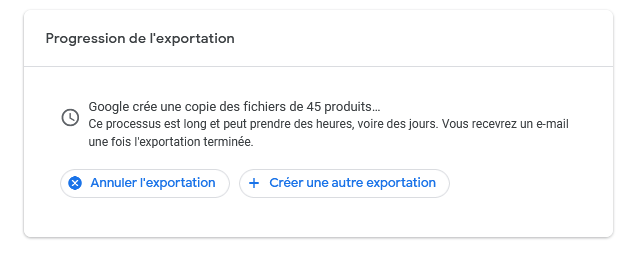 Progression de l'exportation
Google crée une copie des fichiers de 45 produits…
Ce processus est long et peut prendre des heures, voire des jours. Vous recevrez un e-mail
une fois l'exportation terminée.
Annuler l'exportation
Créer une autre exportation